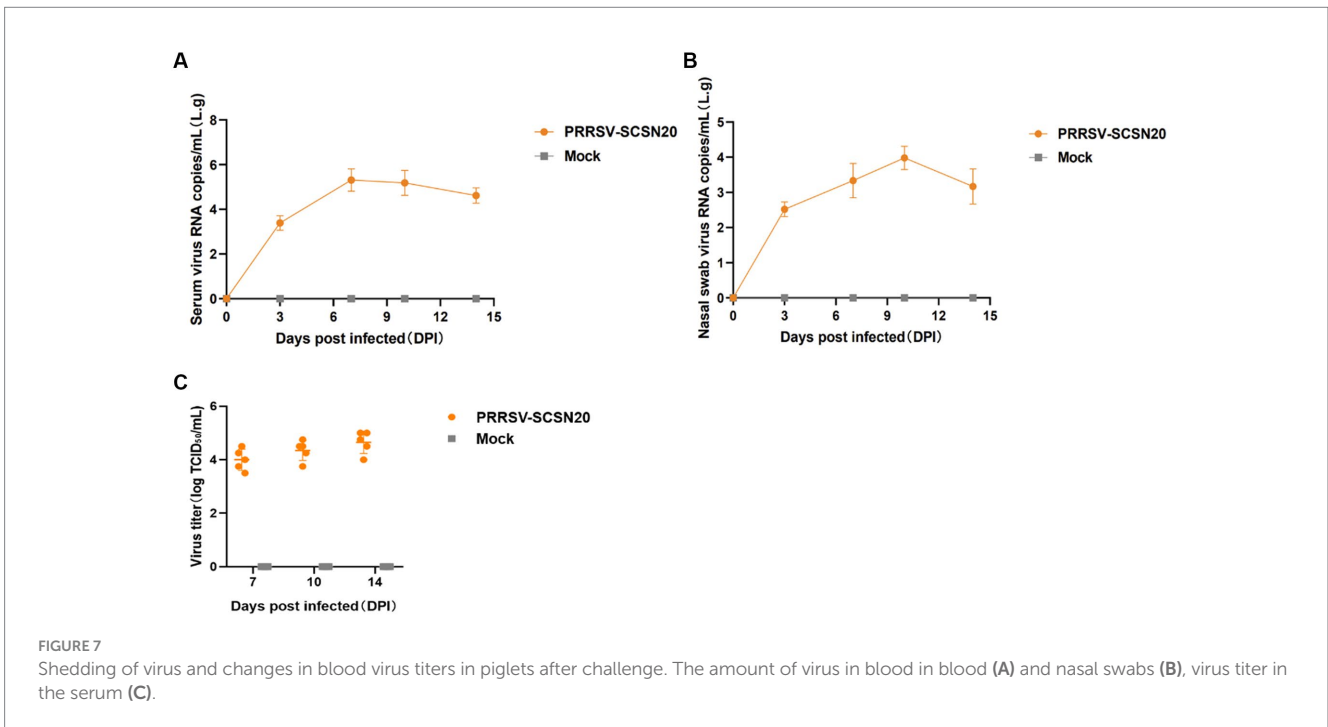 A
Serum virus RNA copies/mL(L.g)
8
6
4
2
0
0 3 6 9 12 15
Days post infected(DPI)
PRRSV-SCSN20
Mock
B
Nasal swab virus RNA copies/mL(L.g)
5
4
3
2
1
0
0 3 6 9 12 15
Days post infected(DPI)
PRRSV-SCSN20
Mock
C
Virus titer(log TCID₅₀/mL)
6
4
2
0
7 10 14
Days post infected(DPI)
PRRSV-SCSN20
Mock
FIGURE 7
Shedding of virus and changes in blood virus titers in piglets after challenge. The amount of virus in blood in blood (A) and nasal swabs (B), virus titer in
the serum (C).